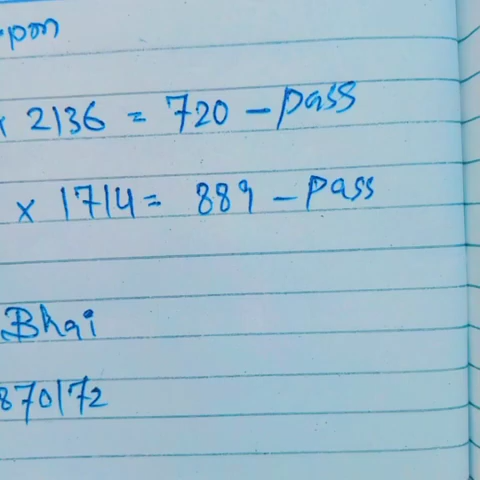 pm
x 2136 = 720 - pass
x 1714 = 889 - pass
Bhai
870172